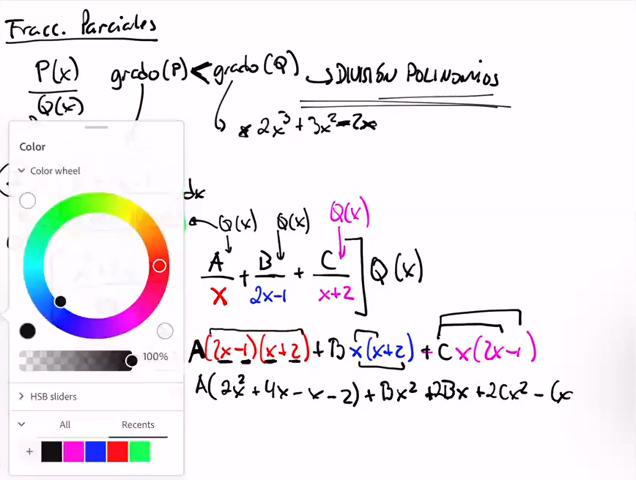 Fracc. Parciales
P(x) grado(P) < grado(Q) → DIVISIÓN POLINOMIOS
Q(x)
2x³ + 3x² - 2x
Color
Color wheel
dx
Q(x) Q(x) Q(x)
A/x + B/2x-1 + C/x+2 ] Q(x)
100%
A(2x-1)(x+2) + Bx(x+2) + Cx(2x-1)
A(2x² + 4x - x - 2) + Bx² + 2Bx + 2Cx² - Cx
HSB sliders
All Recents